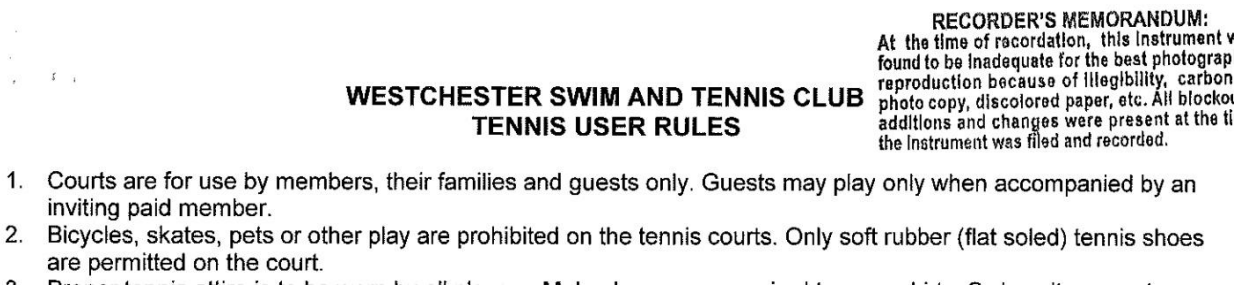 RECORDER'S MEMORANDUM:
At the time of recordation, this Instrument
found to be Inadequate for the best photograp
reproduction because of illegibility, carbon
photo copy, discolored paper, etc. All blockou
additions and changes were present at the ti
the Instrument was filed and recorded.
WESTCHESTER SWIM AND TENNIS CLUB
TENNIS USER RULES
1. Courts are for use by members, their families and guests only. Guests may play only when accompanied by an
inviting paid member.
2. Bicycles, skates, pets or other play are prohibited on the tennis courts. Only soft rubber (flat soled) tennis shoes
are permitted on the court.